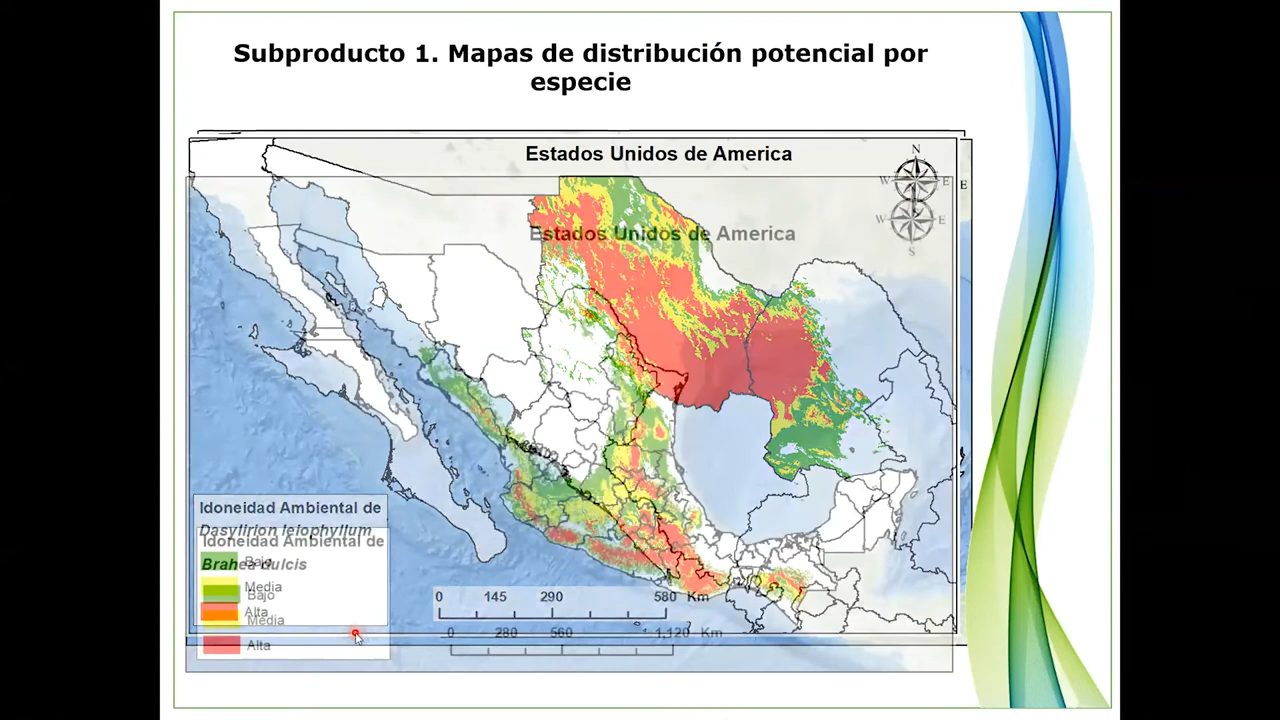 Subproducto 1. Mapas de distribución potencial por
especie
Estados Unidos de America
N
W E E
W E
S
Estados Unidos de America
Idoneidad Ambiental de
Dasylirion leiophyllum
Idoneidad Ambiental de
Bajo
Brahea dulcis
Media
Bajo
Alta
Media
Alta
0 145 290 580 Km
0 280 560 1,120 Km